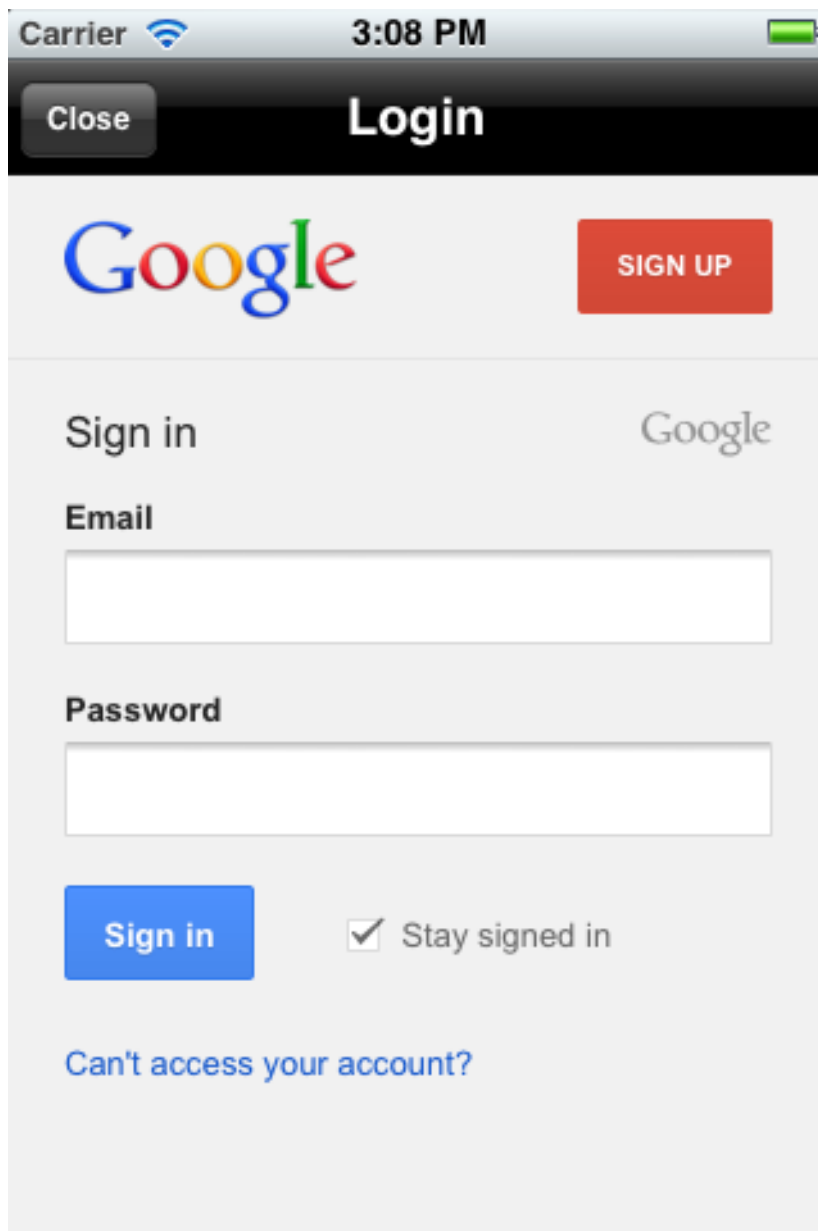 Carrier 3:08 PM
Close Login
Google SIGN UP
Sign in Google
Email
Password
Sign in Stay signed in
Can't access your account?